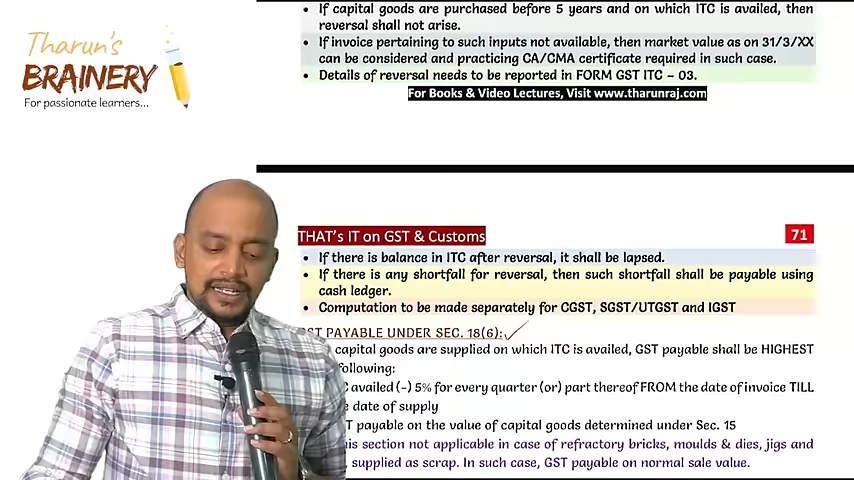 Tharun's
BRAINERY
For passionate learners...
• If capital goods are purchased before 5 years and on which ITC is availed, then
reversal shall not arise.
• If invoice pertaining to such inputs not available, then market value as on 31/3/XX
can be considered and practicing CA/CMA certificate required in such case.
• Details of reversal needs to be reported in FORM GST ITC – 03.
For Books & Video Lectures, Visit www.tharunraj.com
THAT's IT on GST & Customs
71
• If there is balance in ITC after reversal, it shall be lapsed.
• If there is any shortfall for reversal, then such shortfall shall be payable using
cash ledger.
• Computation to be made separately for CGST, SGST/UTGST and IGST
PAYABLE UNDER SEC. 18(6):
capital goods are supplied on which ITC is availed, GST payable shall be HIGHEST
following:
availed (-) 5% for every quarter (or) part thereof FROM the date of invoice TILL
date of supply
payable on the value of capital goods determined under Sec. 15
section not applicable in case of refractory bricks, moulds & dies, jigs and
supplied as scrap. In such case, GST payable on normal sale value.